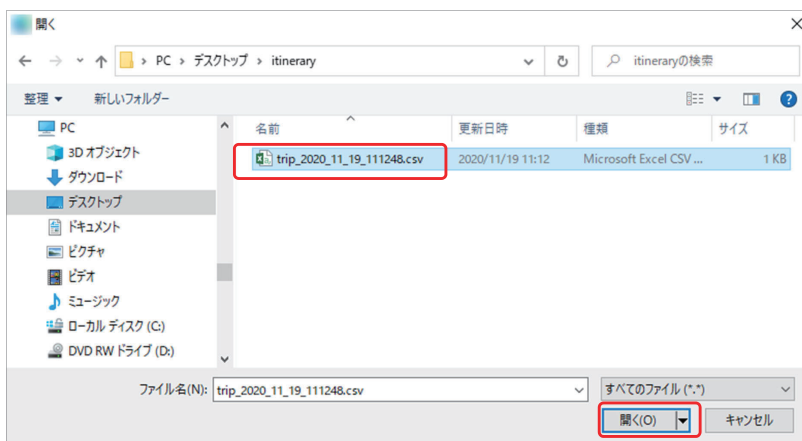 開く
PC › デスクトップ › itinerary
itineraryの検索
整理 新しいフォルダー
PC
3D オブジェクト
ダウンロード
デスクトップ
ドキュメント
ピクチャ
ビデオ
ミュージック
ローカル ディスク (C:)
DVD RW ドライブ (D:)
名前 更新日時 種類 サイズ
trip_2020_11_19_111248.csv 2020/11/19 11:12 Microsoft Excel CSV ... 1 KB
ファイル名(N): trip_2020_11_19_111248.csv すべてのファイル (*.*)
開く(O) キャンセル